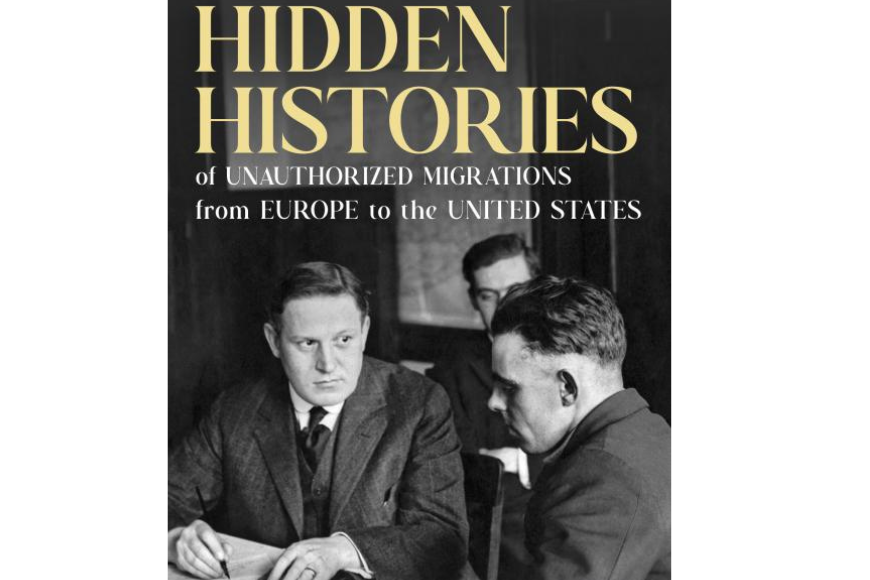 HIDDEN
HISTORIES
of UNAUTHORIZED MIGRATIONS
from EUROPE to the UNITED STATES